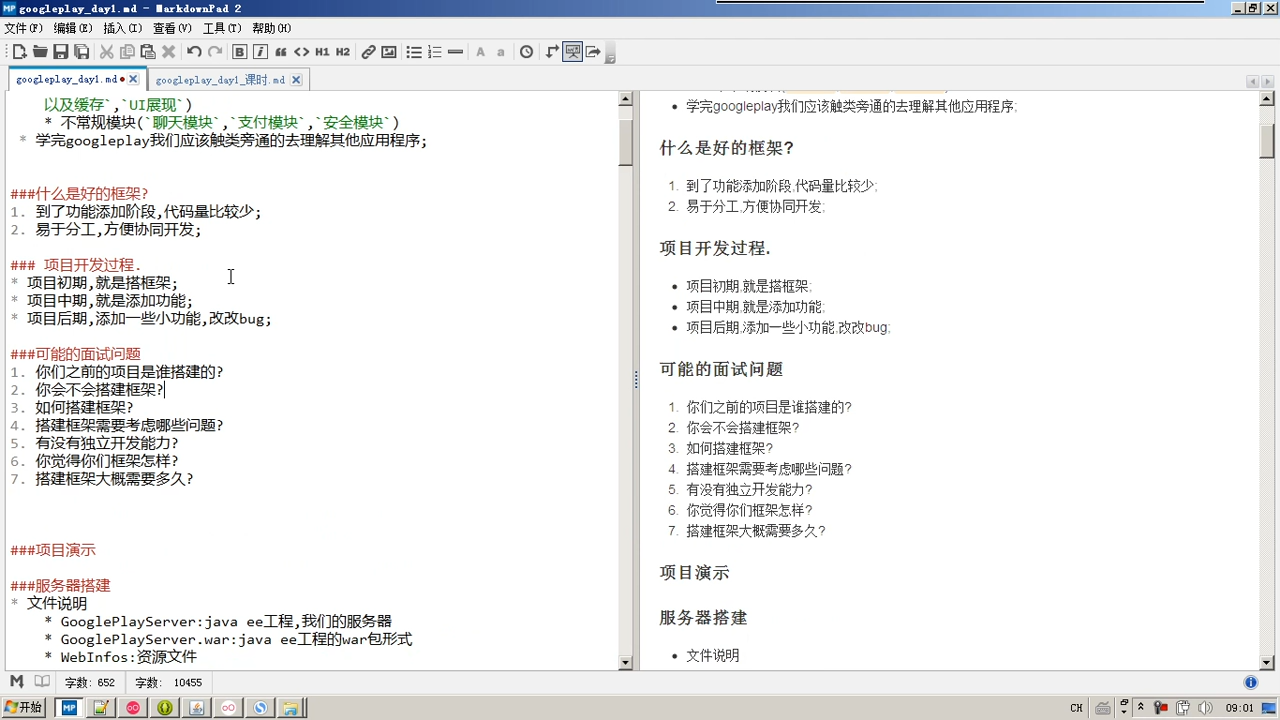 googleplay_day1.md - MarkdownPad 2
文件(F) 编辑(E) 插入(I) 查看(V) 工具(T) 帮助(H)
B I “ <> H1 H2 A a
googleplay_day1.md googleplay_day1_课时.md
以及缓存`,`UI展现`)
* 不常规模块(`聊天模块`,`支付模块`,`安全模块`)
* 学完googleplay我们应该触类旁通的去理解其他应用程序;
###什么是好的框架?
1. 到了功能添加阶段,代码量比较少;
2. 易于分工,方便协同开发;
### 项目开发过程.
* 项目初期,就是搭框架;
* 项目中期,就是添加功能;
* 项目后期,添加一些小功能,改改bug;
###可能的面试问题
1. 你们之前的项目是谁搭建的?
2. 你会不会搭建框架?
3. 如何搭建框架?
4. 搭建框架需要考虑哪些问题?
5. 有没有独立开发能力?
6. 你觉得你们框架怎样?
7. 搭建框架大概需要多久?
###项目演示
###服务器搭建
* 文件说明
* GooglePlayServer:java ee工程,我们的服务器
* GooglePlayServer.war:java ee工程的war包形式
* WebInfos:资源文件
• 学完googleplay我们应该触类旁通的去理解其他应用程序;
什么是好的框架?
1. 到了功能添加阶段,代码量比较少;
2. 易于分工,方便协同开发;
项目开发过程.
• 项目初期,就是搭框架;
• 项目中期,就是添加功能;
• 项目后期,添加一些小功能,改改bug;
可能的面试问题
1. 你们之前的项目是谁搭建的?
2. 你会不会搭建框架?
3. 如何搭建框架?
4. 搭建框架需要考虑哪些问题?
5. 有没有独立开发能力?
6. 你觉得你们框架怎样?
7. 搭建框架大概需要多久?
项目演示
服务器搭建
• 文件说明
字数: 652 字数: 10455
开始 MP CH 09:01